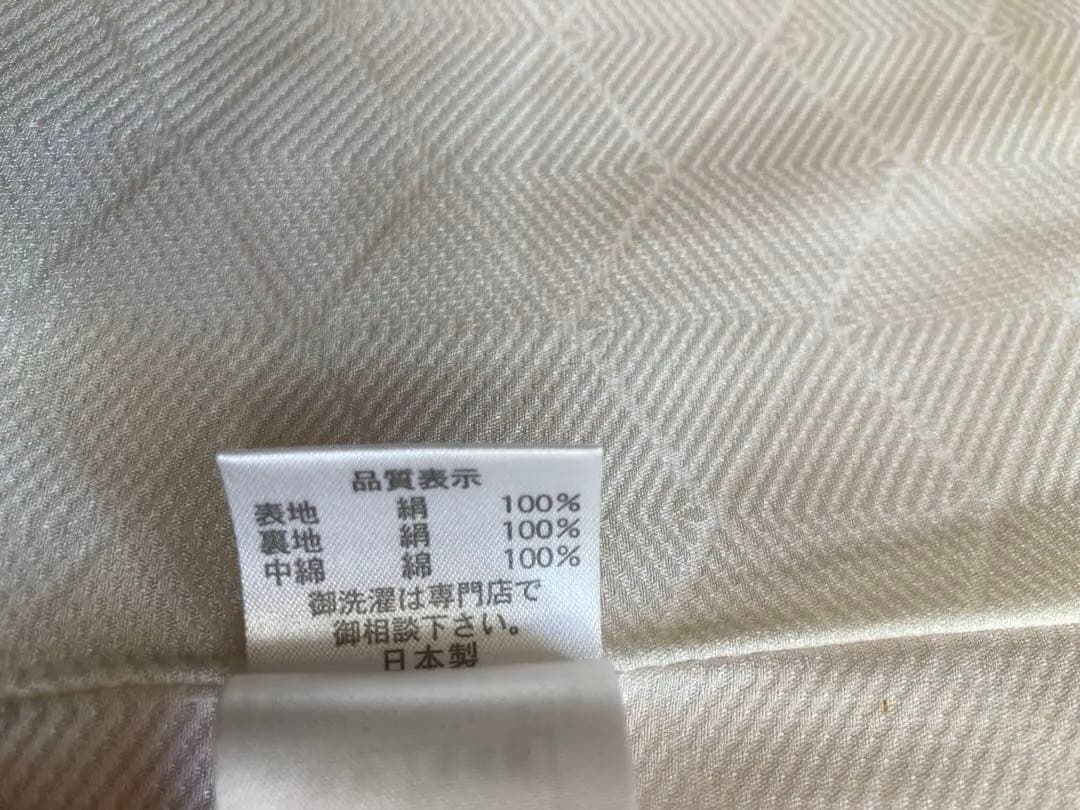 品質表示
表地 絹 100%
裏地 絹 100%
中綿 綿 100%
御洗濯は専門店で
御相談下さい。
日本製